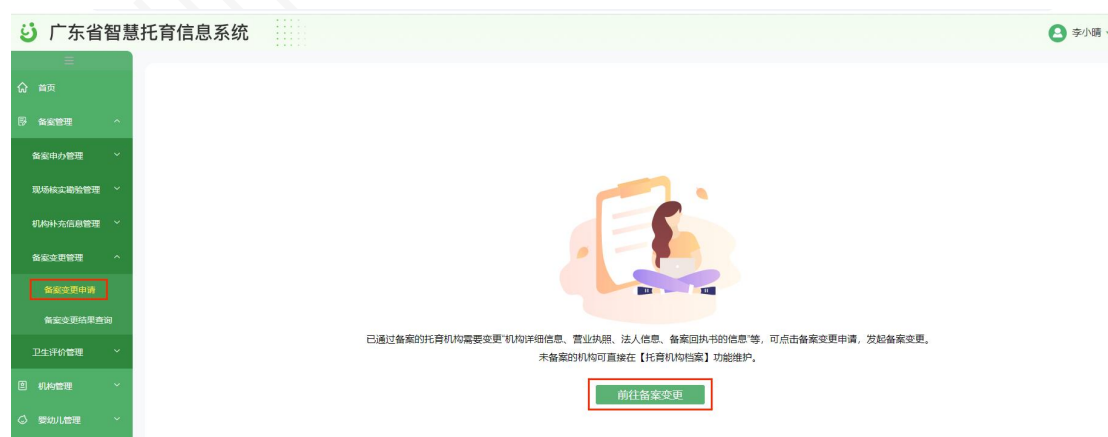 广东省智慧托育信息系统
李小晴
首页
备案管理
备案申办管理
现场核实勘验管理
机构补充信息管理
备案变更管理
备案变更申请
备案变更结果查询
卫生评价管理
机构管理
婴幼儿管理
已通过备案的托育机构需要变更"机构详细信息、营业执照、法人信息、备案回执书的信息"等，可点击备案变更申请，发起备案变更。
未备案的机构可直接在【托育机构档案】功能维护。
前往备案变更